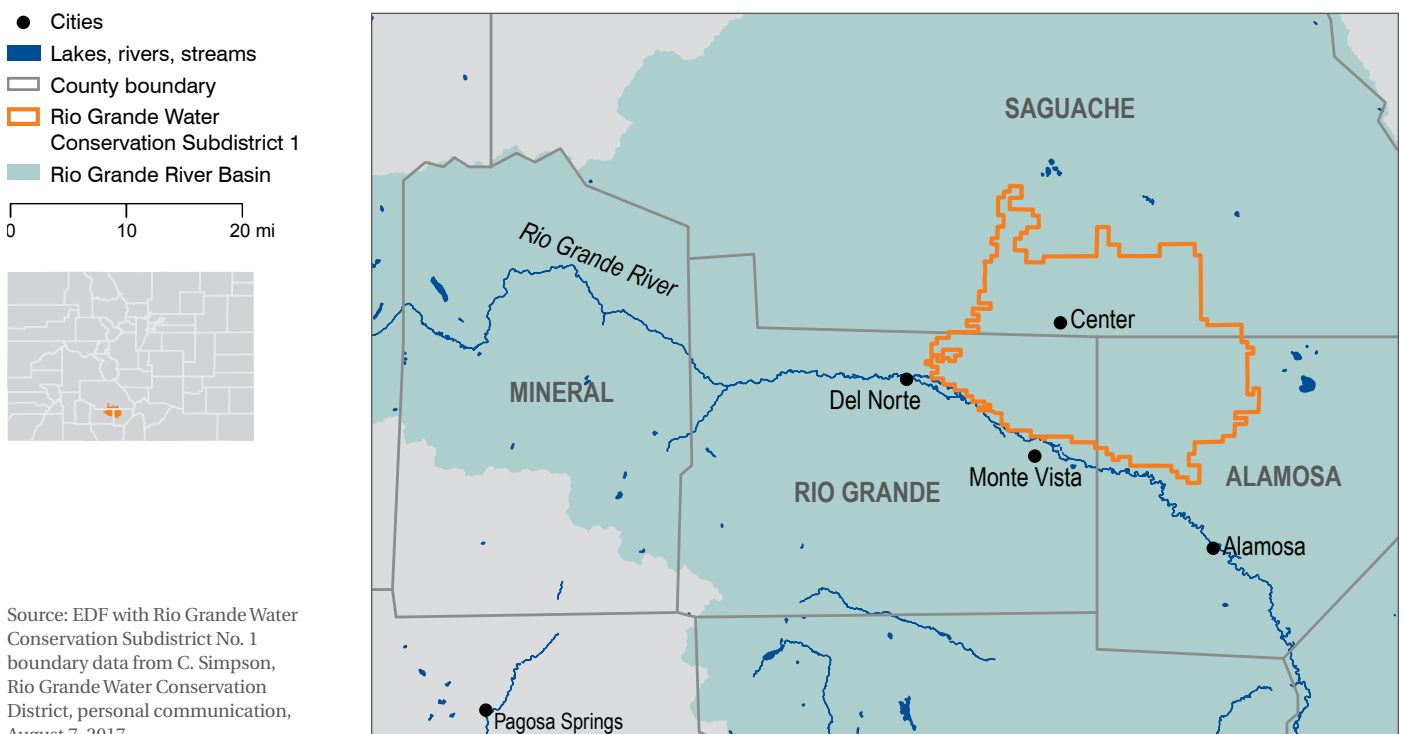 Cities
Lakes, rivers, streams
County boundary
Rio Grande Water
Conservation Subdistrict 1
Rio Grande River Basin
0 10 20 mi
SAGUACHE
Rio Grande River
Center
MINERAL
Del Norte
Monte Vista
RIO GRANDE
ALAMOSA
Alamosa
Pagosa Springs
Source: EDF with Rio Grande Water
Conservation Subdistrict No. 1
boundary data from C. Simpson,
Rio Grande Water Conservation
District, personal communication,
August 7, 2017